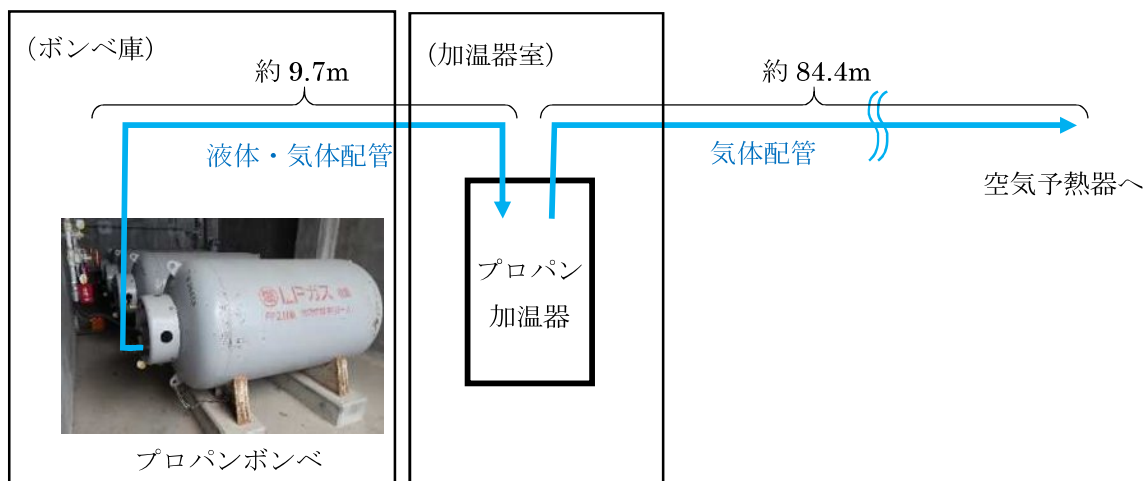 (ボンベ庫)
(加温器室)
約 9.7m
約 84.4m
液体・気体配管
気体配管
空気予熱器へ
LPガス
プロパン
加温器
プロパンボンベ